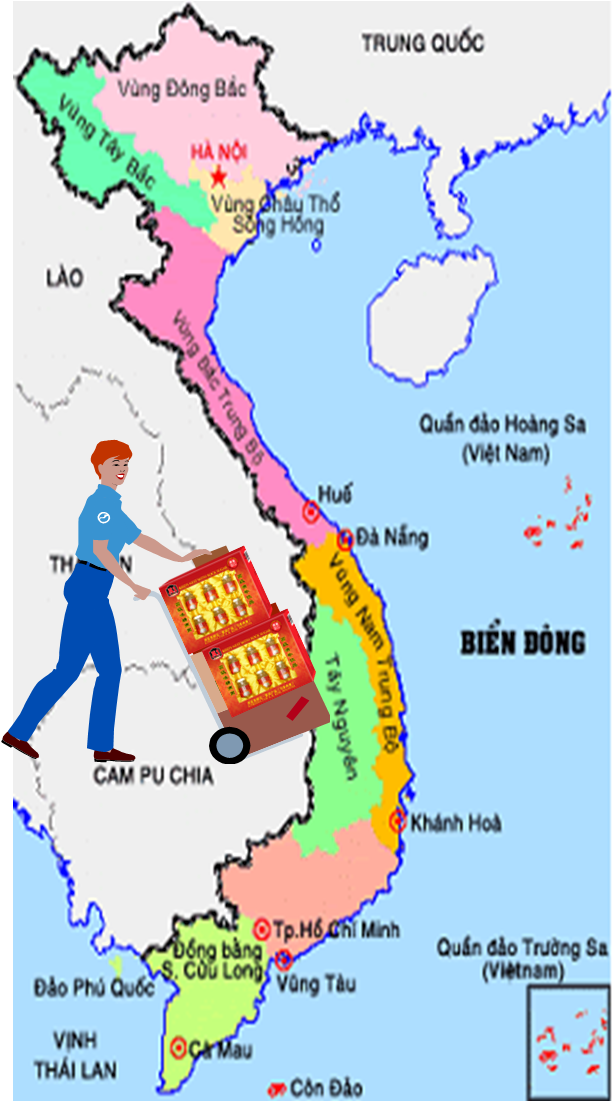 TRUNG QUỐC
Vùng Đông Bắc
Vùng Tây Bắc
HÀ NỘI
Vùng Châu Thổ
Sông Hồng
LÀO
Vùng Bắc Trung Bộ
Quần đảo Hoàng Sa
(Việt Nam)
Huế
Đà Nẵng
Vùng Nam Trung Bộ
BIỂN ĐÔNG
Tây Nguyên
CAM PU CHIA
Khánh Hoà
Tp.Hồ Chí Minh
Đồng bằng
S. Cửu Long
Vũng Tàu
Quần đảo Trường Sa
(Việtnam)
Đảo Phú Quốc
VỊNH
THÁI LAN
Cà Mau
Côn Đảo